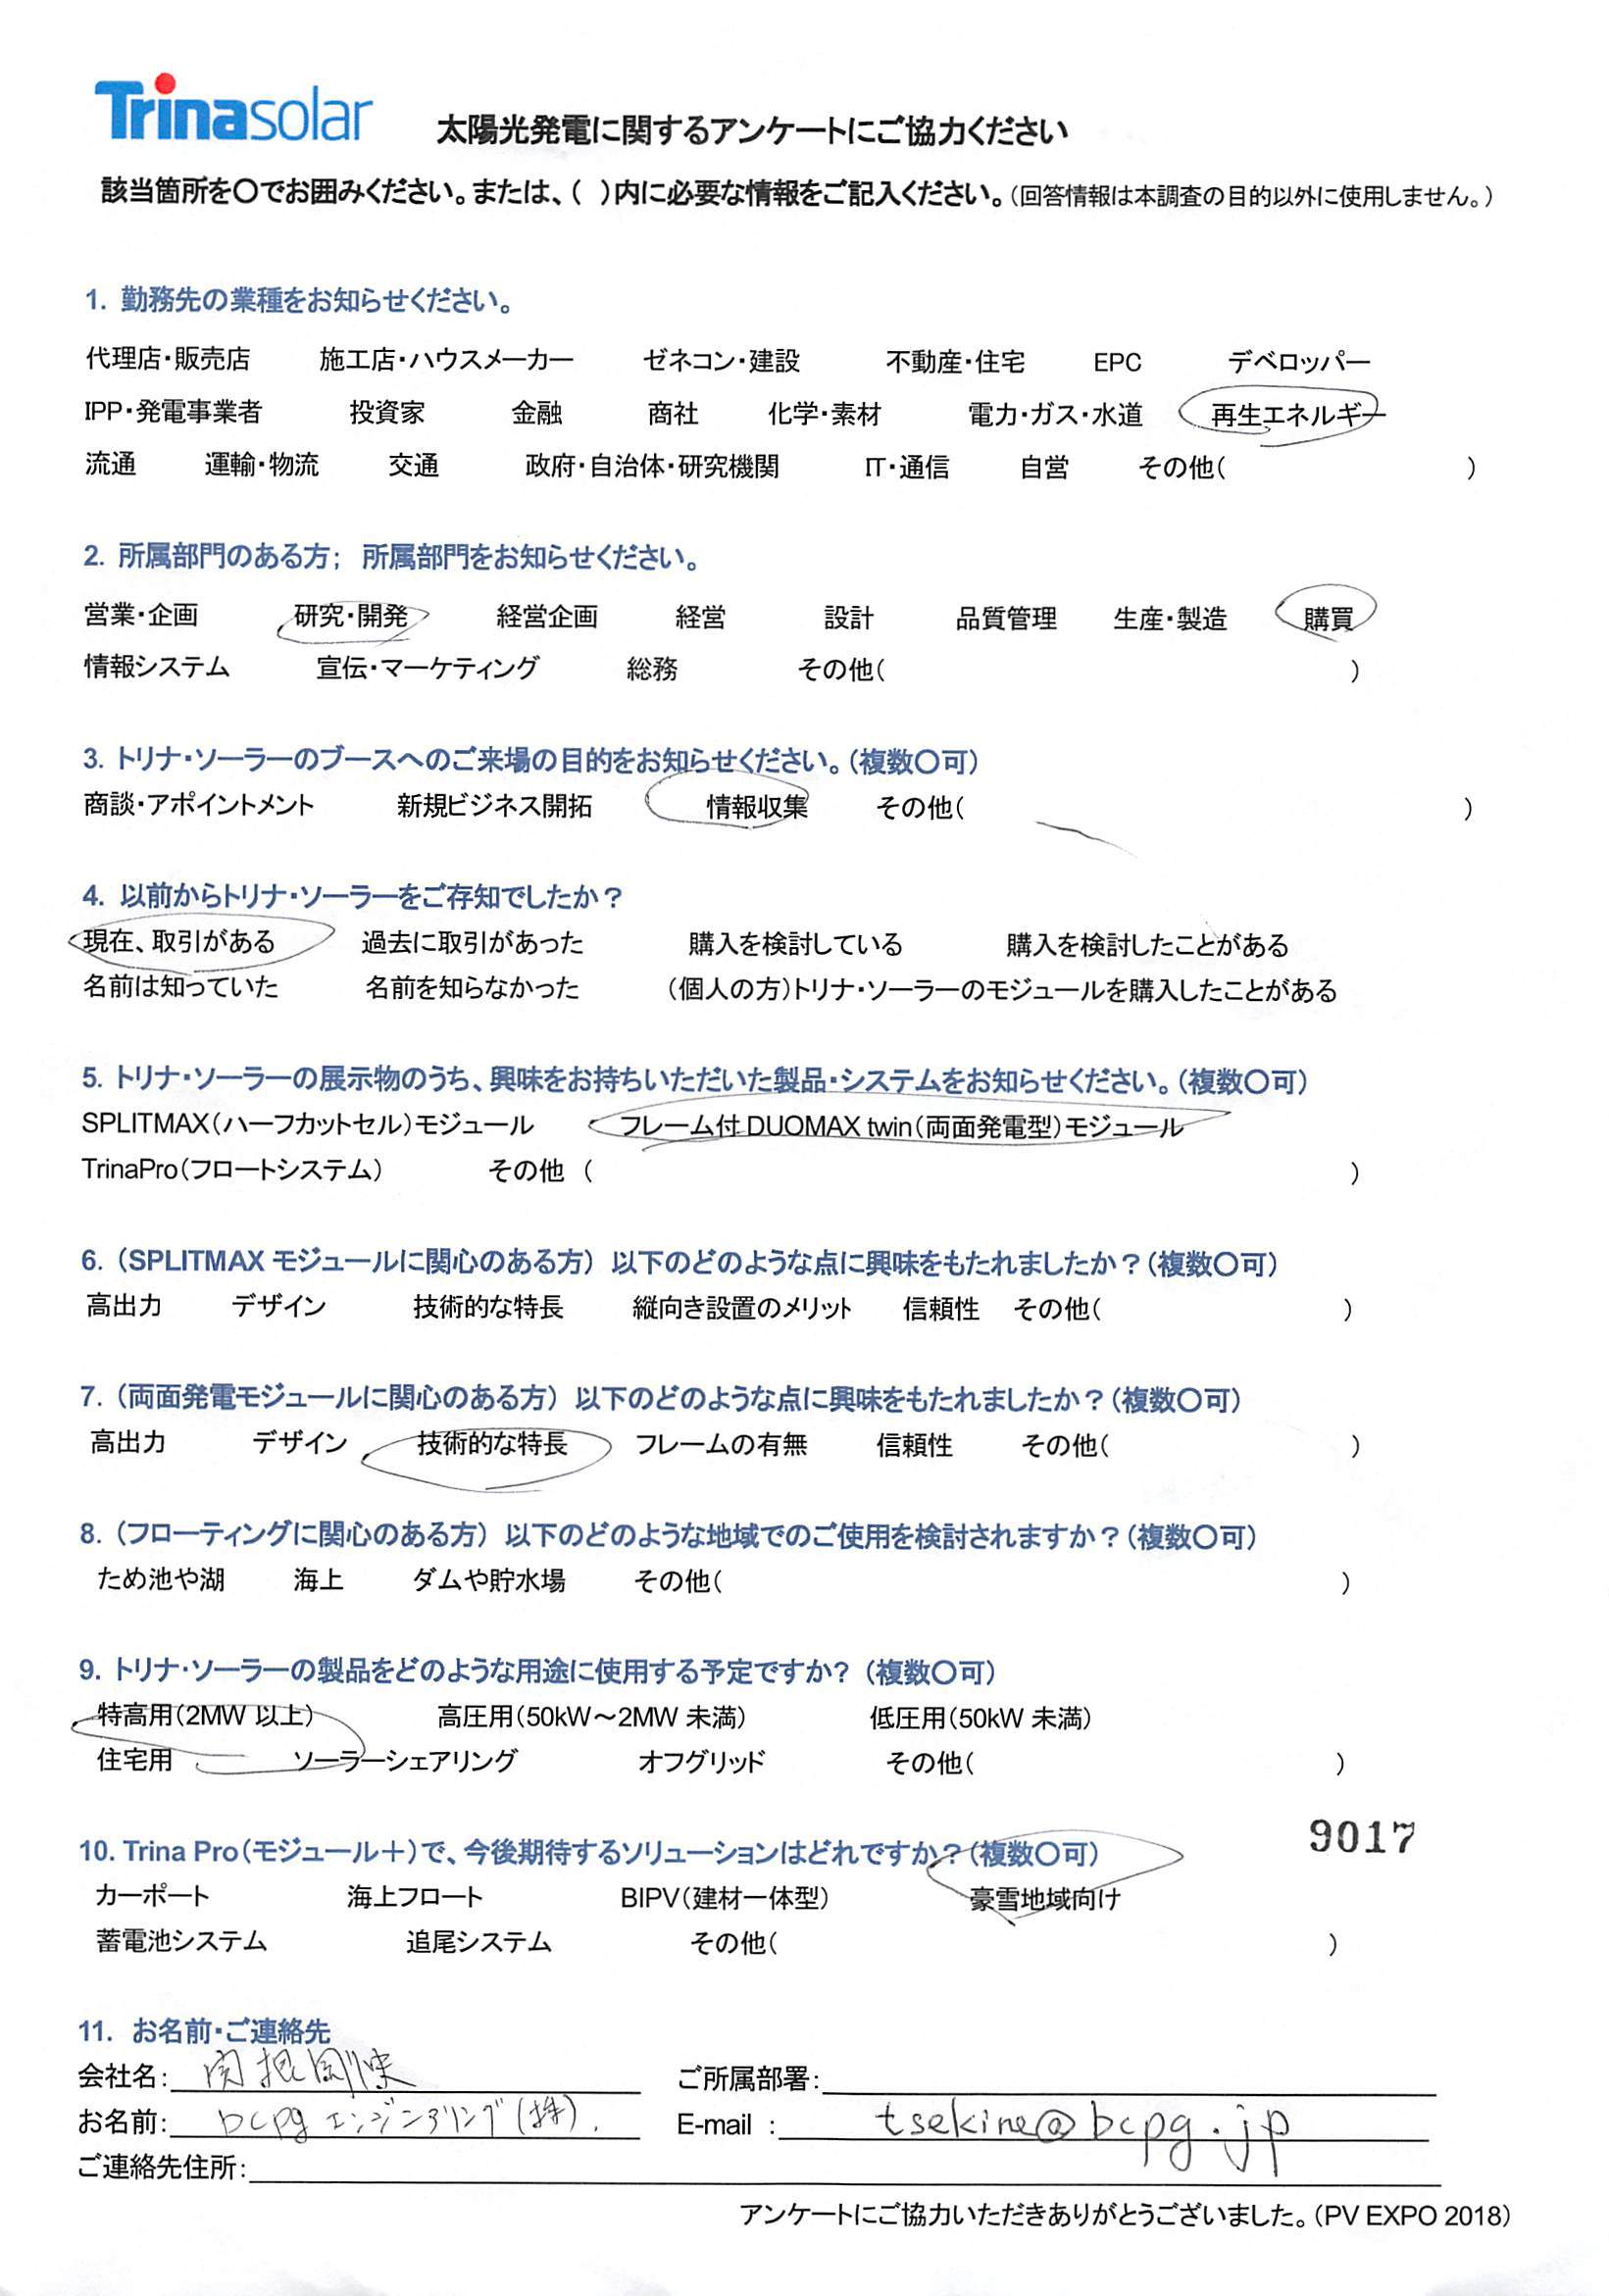 Trinasolar
太陽光発電に関するアンケートにご協力ください
該当箇所を〇でお囲みください。または、( )内に必要な情報をご記入ください。(回答情報は本調査の目的以外に使用しません。)
1. 勤務先の業種をお知らせください。
代理店・販売店 施工店・ハウスメーカー ゼネコン・建設 不動産・住宅 EPC デベロッパー
IPP・発電事業者 投資家 金融 商社 化学・素材 電力・ガス・水道 再生エネルギー
流通 運輸・物流 交通 政府・自治体・研究機関 IT・通信 自営 その他( )
2. 所属部門のある方; 所属部門をお知らせください。
営業・企画 研究・開発 経営企画 経営 設計 品質管理 生産・製造 購買
情報システム 宣伝・マーケティング 総務 その他( )
3. トリナ・ソーラーのブースへのご来場の目的をお知らせください。(複数〇可)
商談・アポイントメント 新規ビジネス開拓 情報収集 その他( )
4. 以前からトリナ・ソーラーをご存知でしたか?
現在、取引がある 過去に取引があった 購入を検討している 購入を検討したことがある
名前は知っていた 名前を知らなかった (個人の方)トリナ・ソーラーのモジュールを購入したことがある
5. トリナ・ソーラーの展示物のうち、興味をお持ちいただいた製品・システムをお知らせください。(複数〇可)
SPLITMAX(ハーフカットセル)モジュール フレーム付 DUOMAX twin(両面発電型)モジュール
TrinaPro(フロートシステム) その他 ( )
6. (SPLITMAX モジュールに関心のある方) 以下のどのような点に興味をもたれましたか?(複数〇可)
高出力 デザイン 技術的な特長 縦向き設置のメリット 信頼性 その他( )
7. (両面発電モジュールに関心のある方) 以下のどのような点に興味をもたれましたか?(複数〇可)
高出力 デザイン 技術的な特長 フレームの有無 信頼性 その他( )
8. (フローティングに関心のある方) 以下のどのような地域でのご使用を検討されますか?(複数〇可)
ため池や湖 海上 ダムや貯水場 その他( )
9. トリナ・ソーラーの製品をどのような用途に使用する予定ですか? (複数〇可)
特高用(2MW 以上) 高圧用(50kW～2MW 未満) 低圧用(50kW 未満)
住宅用 ソーラーシェアリング オフグリッド その他( )
9017
10. Trina Pro(モジュール＋)で、今後期待するソリューションはどれですか?(複数〇可)
カーポート 海上フロート BIPV(建材一体型) 豪雪地域向け
蓄電池システム 追尾システム その他( )
11. お名前・ご連絡先
会社名: 関根剛 ご所属部署:
お名前: bcpgエンジニアリング(株). E-mail : tsekine@bcpg.jp
ご連絡先住所:
アンケートにご協力いただきありがとうございました。(PV EXPO 2018)